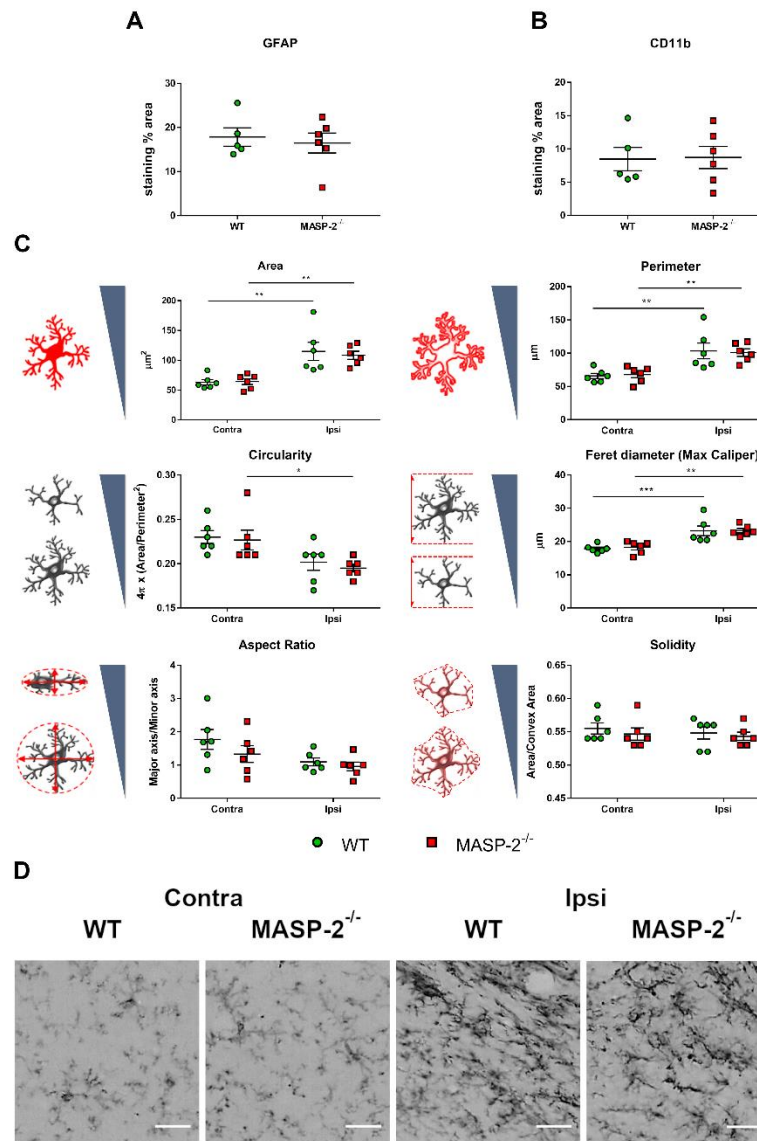 A
GFAP
staining % area
30
20
10
0
WT
MASP-2-/-
B
CD11b
staining % area
20
15
10
5
0
WT
MASP-2-/-
C
Area
**
**
μm2
200
150
100
50
0
Contra
Ipsi
Perimeter
**
**
μm
200
150
100
50
0
Contra
Ipsi
Circularity
*
4π x (Area/Perimeter2)
0.30
0.25
0.20
0.15
Contra
Ipsi
Feret diameter (Max Caliper)
**
***
μm
40
30
20
10
0
Contra
Ipsi
Aspect Ratio
Major axis/Minor axis
4
3
2
1
0
Contra
Ipsi
Solidity
Area/Convex Area
0.65
0.60
0.55
0.50
0.45
Contra
Ipsi
WT
MASP-2-/-
D
Contra
Ipsi
WT
MASP-2-/-
WT
MASP-2-/-